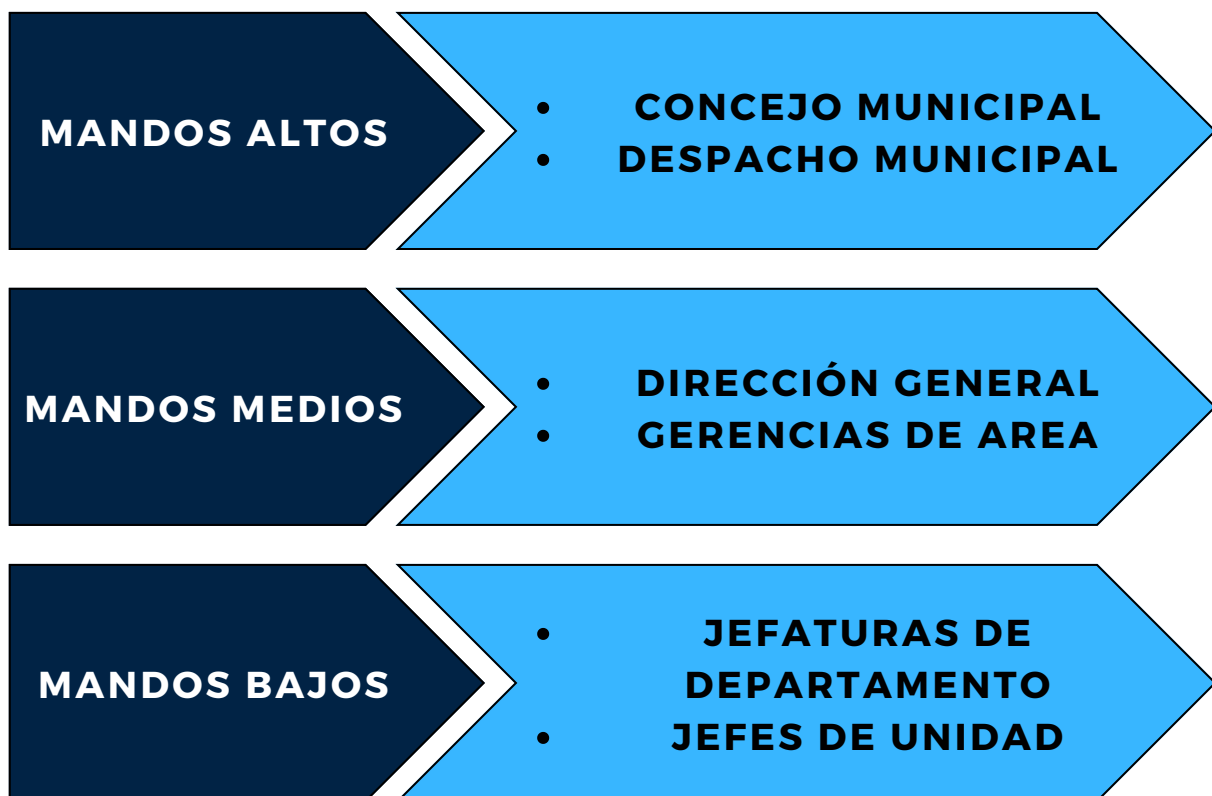 MANDOS ALTOS
• CONCEJO MUNICIPAL
• DESPACHO MUNICIPAL
MANDOS MEDIOS
• DIRECCIÓN GENERAL
• GERENCIAS DE AREA
MANDOS BAJOS
• JEFATURAS DE
DEPARTAMENTO
• JEFES DE UNIDAD